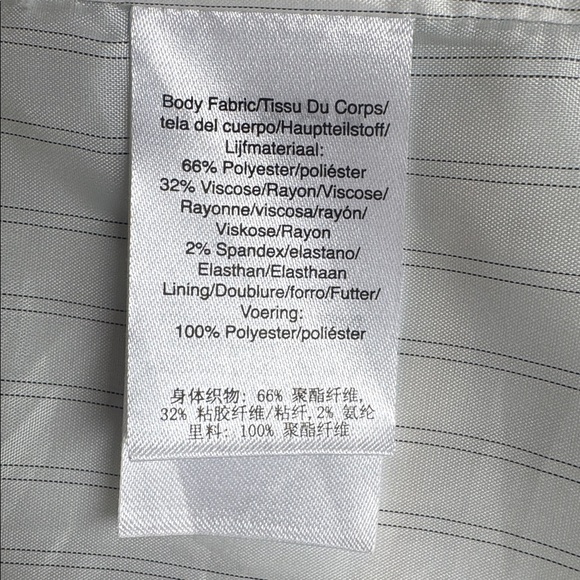 Body Fabric/Tissu Du Corps/
tela del cuerpo/Hauptteilstoff/
Lijfmateriaal:
66% Polyester/poliéster
32% Viscose/Rayon/Viscose/
Rayonne/viscosa/rayón/
Viskose/Rayon
2% Spandex/elastano/
Elasthan/Elasthaan
Lining/Doublure/forro/Futter/
Voering:
100% Polyester/poliéster
身体织物: 66% 聚酯纤维,
32% 粘胶纤维/粘纤,2% 氨纶
里料: 100% 聚酯纤维